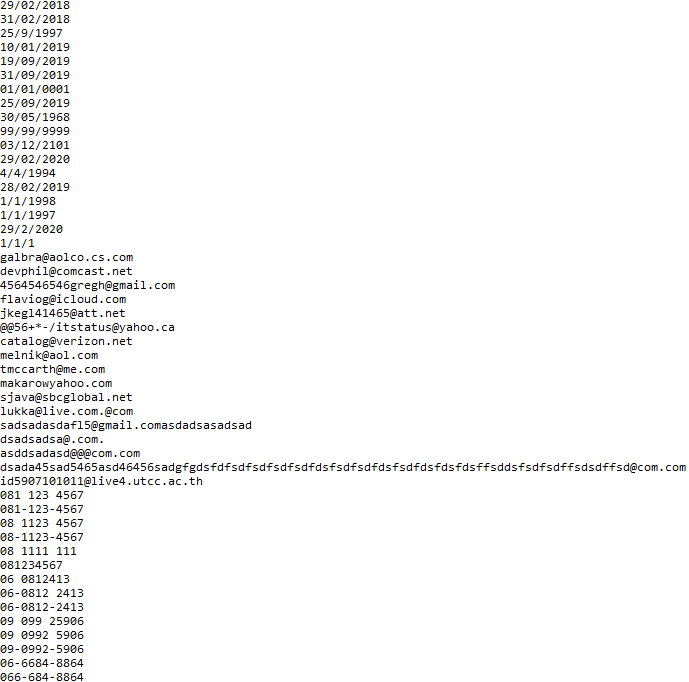 29/02/2018
31/02/2018
25/9/1997
10/01/2019
19/09/2019
31/09/2019
01/01/0001
25/09/2019
30/05/1968
99/99/9999
03/12/2101
29/02/2020
4/4/1994
28/02/2019
1/1/1998
1/1/1997
29/2/2020
1/1/1
galbra@aolco.cs.com
devphil@comcast.net
4564546546gregh@gmail.com
flaviog@icloud.com
jkegl41465@att.net
@@56+*-/itstatus@yahoo.ca
catalog@verizon.net
melnik@aol.com
tmccarth@me.com
makarowyahoo.com
sjava@sbcglobal.net
lukka@live.com.@com
sadsadasdafl5@gmail.comasdadsasadsad
dsadsadsa@.com.
asddsadasd@@@com.com
dsada45sad5465asd46456sadgfgdsfdfsdfsdfsdfsdfdsfsdfsdfdsfsdfdsfdsfdsffsddsfsdfsdffsdsdffsd@com.com
id5907101011@live4.utcc.ac.th
081 123 4567
081-123-4567
08 1123 4567
08-1123-4567
08 1111 111
081234567
06 0812413
06-0812 2413
06-0812-2413
09 099 25906
09 0992 5906
09-0992-5906
06-6684-8864
066-684-8864